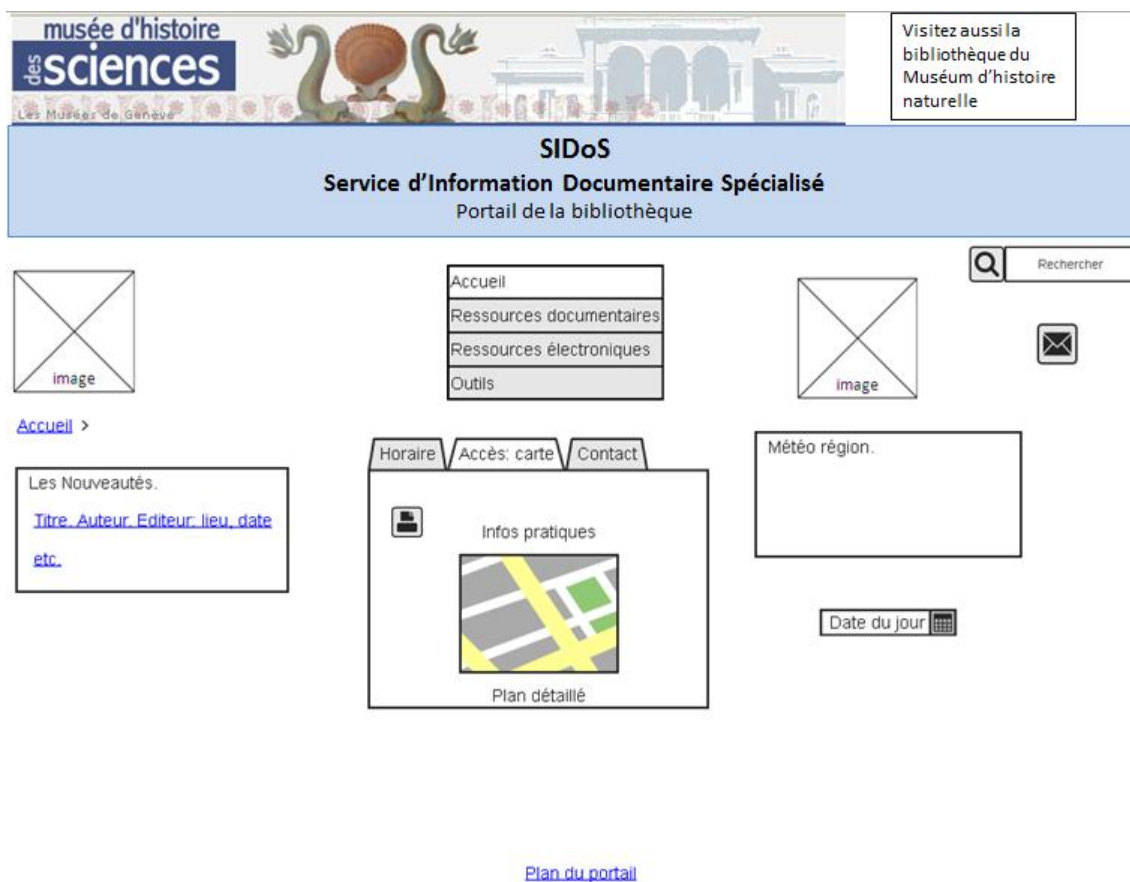 musée d'histoire
des sciences
Les Musées de Genève
Visitez aussi la
bibliothèque du
Muséum d'histoire
naturelle
SIDoS
Service d'Information Documentaire Spécialisé
Portail de la bibliothèque
Rechercher
image
Accueil
Ressources documentaires
Ressources électroniques
Outils
image
Accueil >
Les Nouveautés.
Titre. Auteur. Editeur: lieu, date
etc.
Horaire
Accès: carte
Contact
Infos pratiques
Plan détaillé
Météo région.
Date du jour
Plan du portail